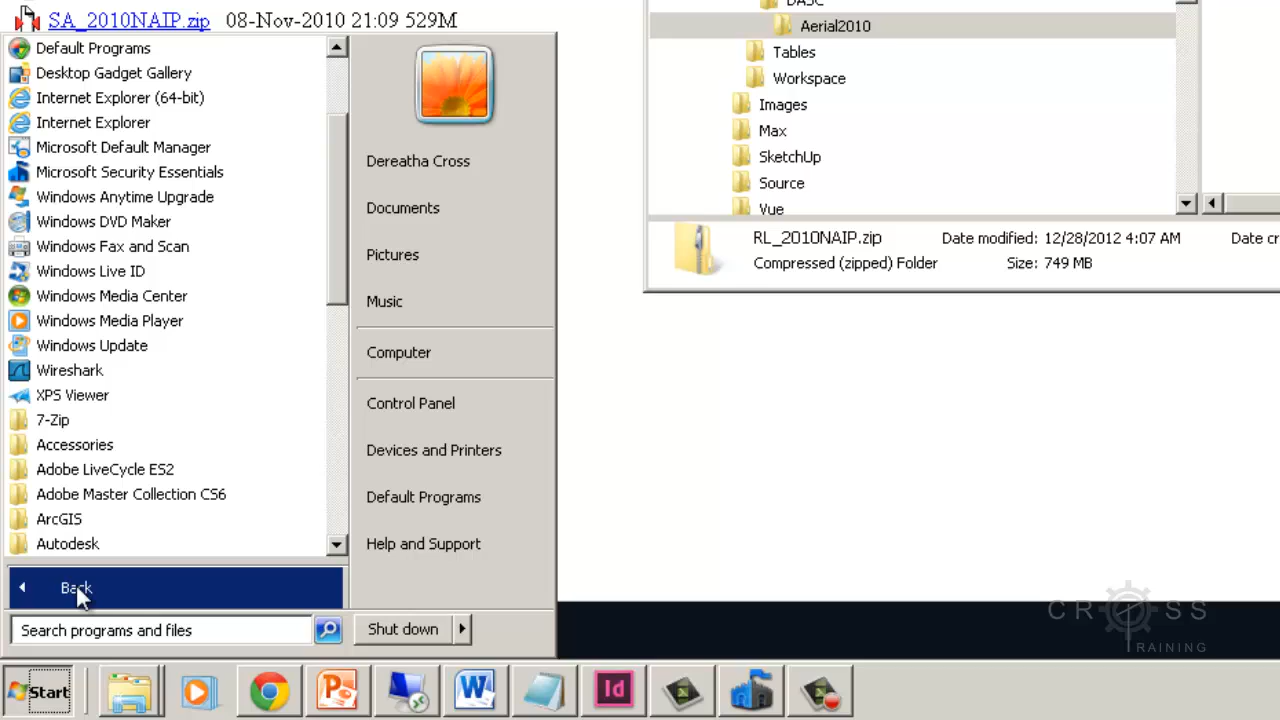 SA_2010NAIP.zip 08-Nov-2010 21:09 529M
Default Programs
Desktop Gadget Gallery
Internet Explorer (64-bit)
Internet Explorer
Microsoft Default Manager
Microsoft Security Essentials
Windows Anytime Upgrade
Windows DVD Maker
Windows Fax and Scan
Windows Live ID
Windows Media Center
Windows Media Player
Windows Update
Wireshark
XPS Viewer
7-Zip
Accessories
Adobe LiveCycle ES2
Adobe Master Collection CS6
ArcGIS
Autodesk
Back
Search programs and files
Dereatha Cross
Documents
Pictures
Music
Computer
Control Panel
Devices and Printers
Default Programs
Help and Support
Shut down
DASC
Aerial2010
Tables
Workspace
Images
Max
SketchUp
Source
Vue
RL_2010NAIP.zip Date modified: 12/28/2012 4:07 AM Date cr
Compressed (zipped) Folder Size: 749 MB
CROSS
TRAINING
Start